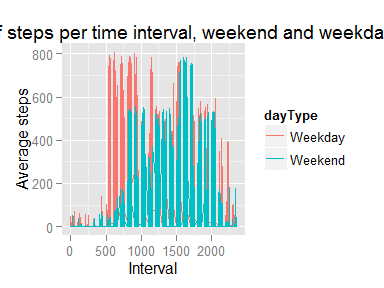 f steps per time interval, weekend and weekda
Average steps
800
600
400
200
0
0 500 1000 1500 2000
Interval
dayType
Weekday
Weekend